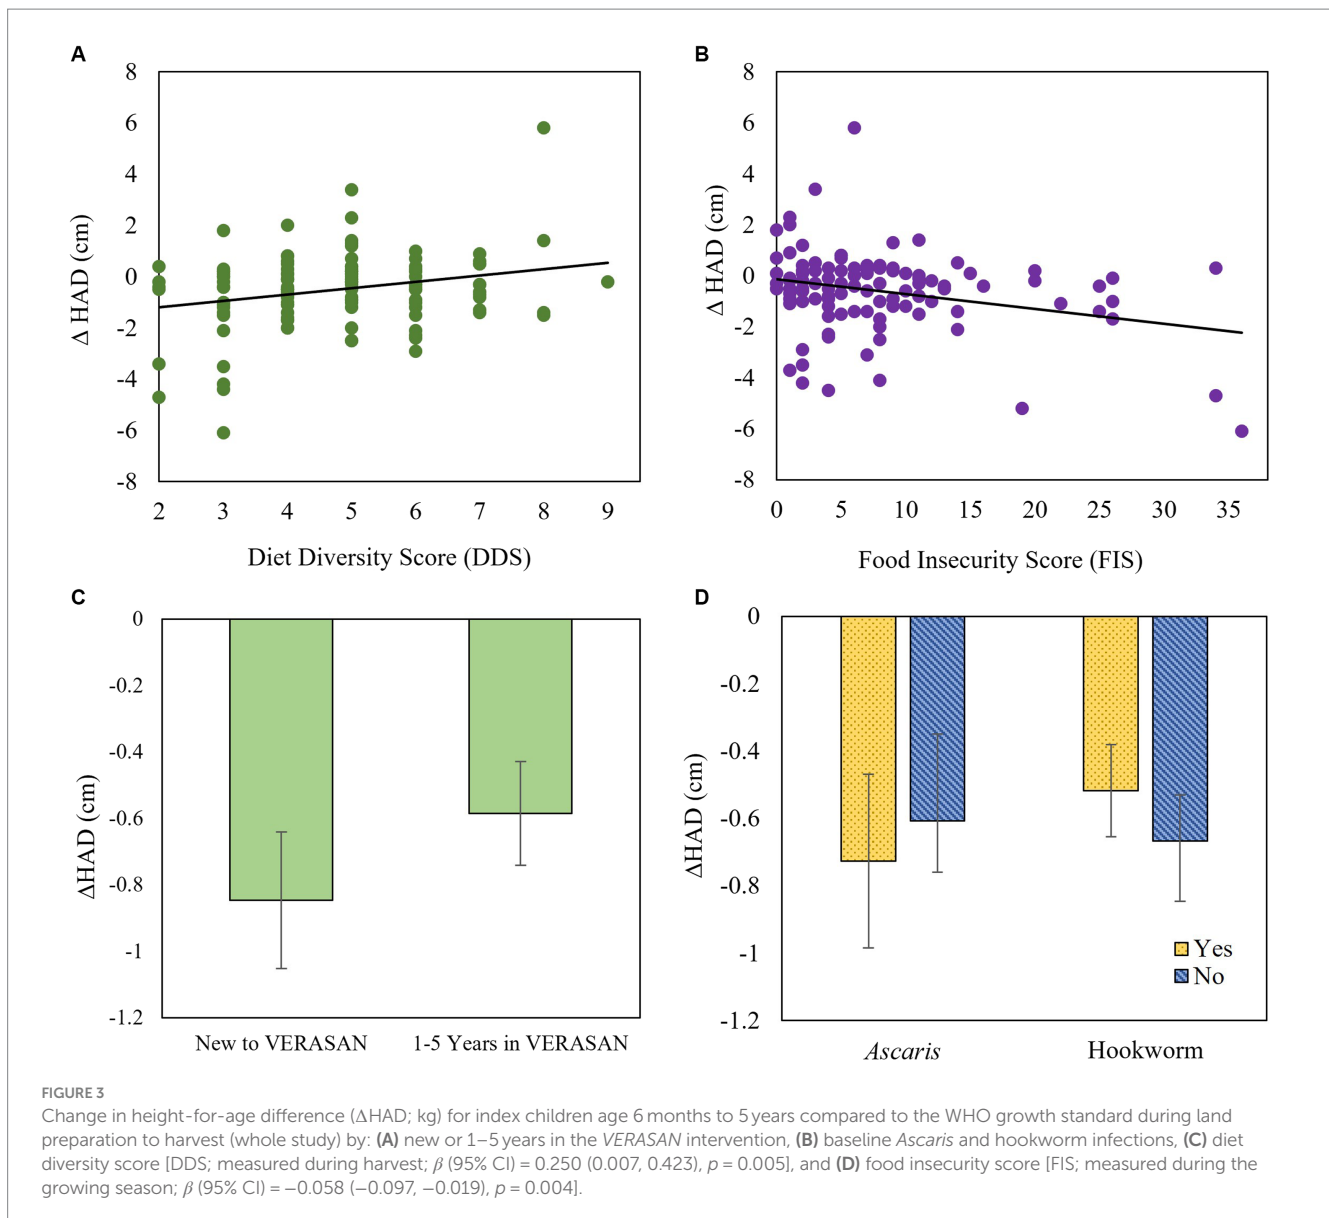 A
8
6
4
2
0
-2
-4
-6
-8
Δ HAD (cm)
2 3 4 5 6 7 8 9
Diet Diversity Score (DDS)
B
8
6
4
2
0
-2
-4
-6
-8
Δ HAD (cm)
0 5 10 15 20 25 30 35
Food Insecurity Score (FIS)
C
0
-0.2
-0.4
-0.6
-0.8
-1
-1.2
ΔHAD (cm)
New to VERASAN 1-5 Years in VERASAN
D
0
-0.2
-0.4
-0.6
-0.8
-1
-1.2
ΔHAD (cm)
Yes
No
Ascaris Hookworm
FIGURE 3
Change in height-for-age difference (ΔHAD; kg) for index children age 6 months to 5 years compared to the WHO growth standard during land
preparation to harvest (whole study) by: (A) new or 1–5 years in the VERASAN intervention, (B) baseline Ascaris and hookworm infections, (C) diet
diversity score [DDS; measured during harvest; β (95% CI) = 0.250 (0.007, 0.423), p = 0.005], and (D) food insecurity score [FIS; measured during the
growing season; β (95% CI) = −0.058 (−0.097, −0.019), p = 0.004].